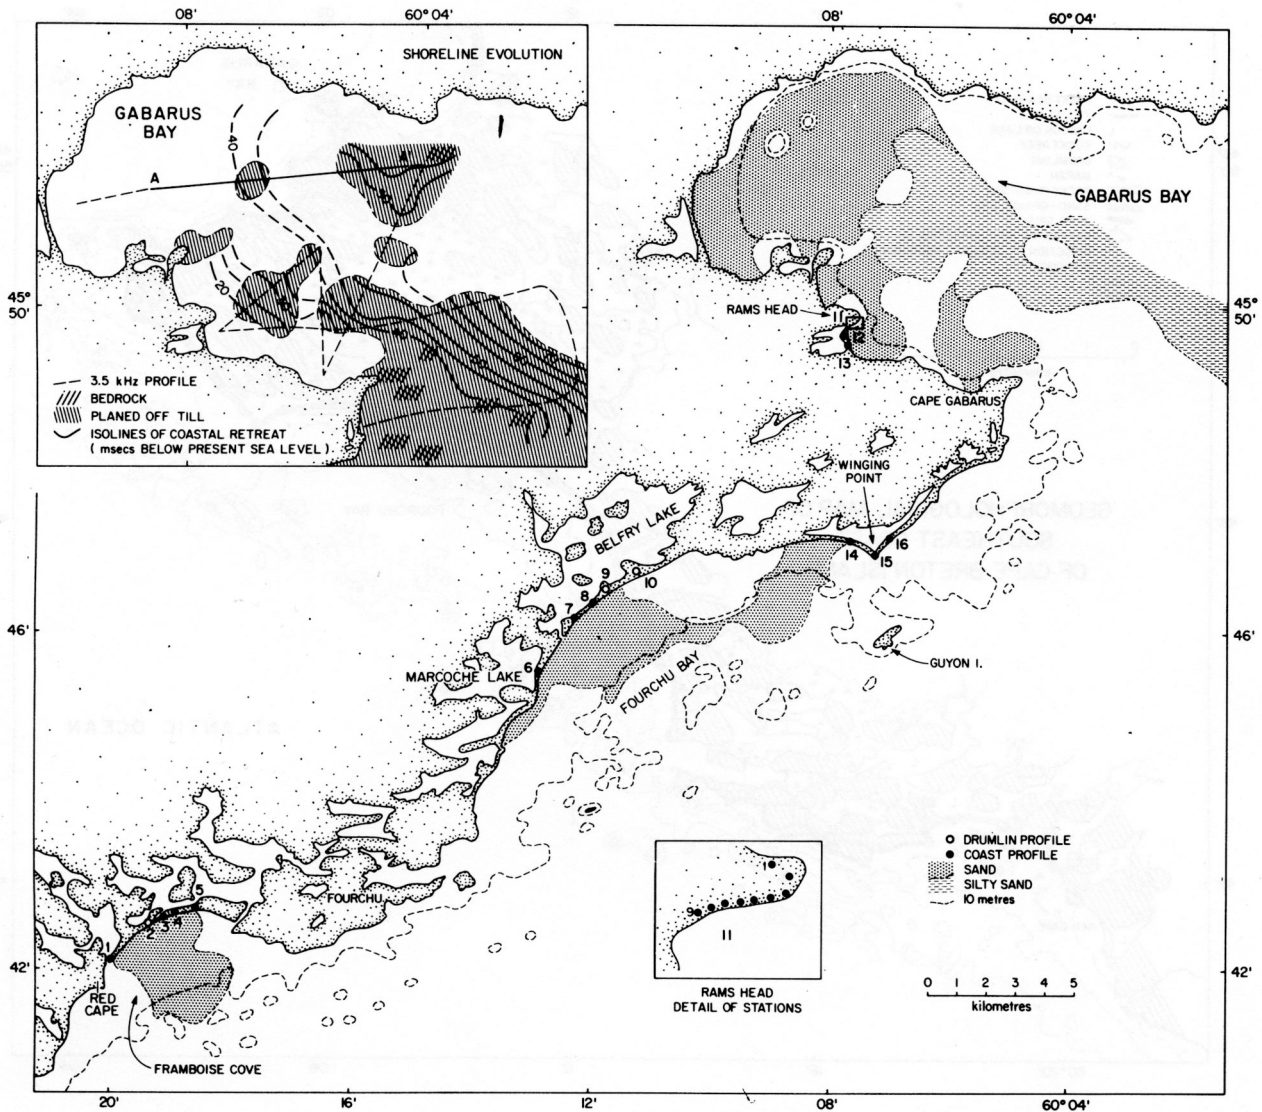 08'
60° 04'
08'
60° 04'
SHORELINE EVOLUTION
GABARUS
BAY
40
A
A'
20
45°
50'
3.5 kHz PROFILE
BEDROCK
PLANED OFF TILL
ISOLINES OF COASTAL RETREAT
( msecs BELOW PRESENT SEA LEVEL)
GABARUS BAY
45°
50'
RAMS HEAD
11
12
13
CAPE GABARUS
WINGING
POINT
14
15
16
BELFRY LAKE
9
10
8
7
46'
46'
GUYON I.
FOURCHU BAY
MARCOCHE LAKE
6
5
FOURCHU
2 3 4
1
42'
42'
RED
CAPE
FRAMBOISE COVE
DRUMLIN PROFILE
COAST PROFILE
SAND
SILTY SAND
10 metres
0 1 2 3 4 5
kilometres
1
9
11
RAMS HEAD
DETAIL OF STATIONS
20'
16'
12'
08'
60° 04'